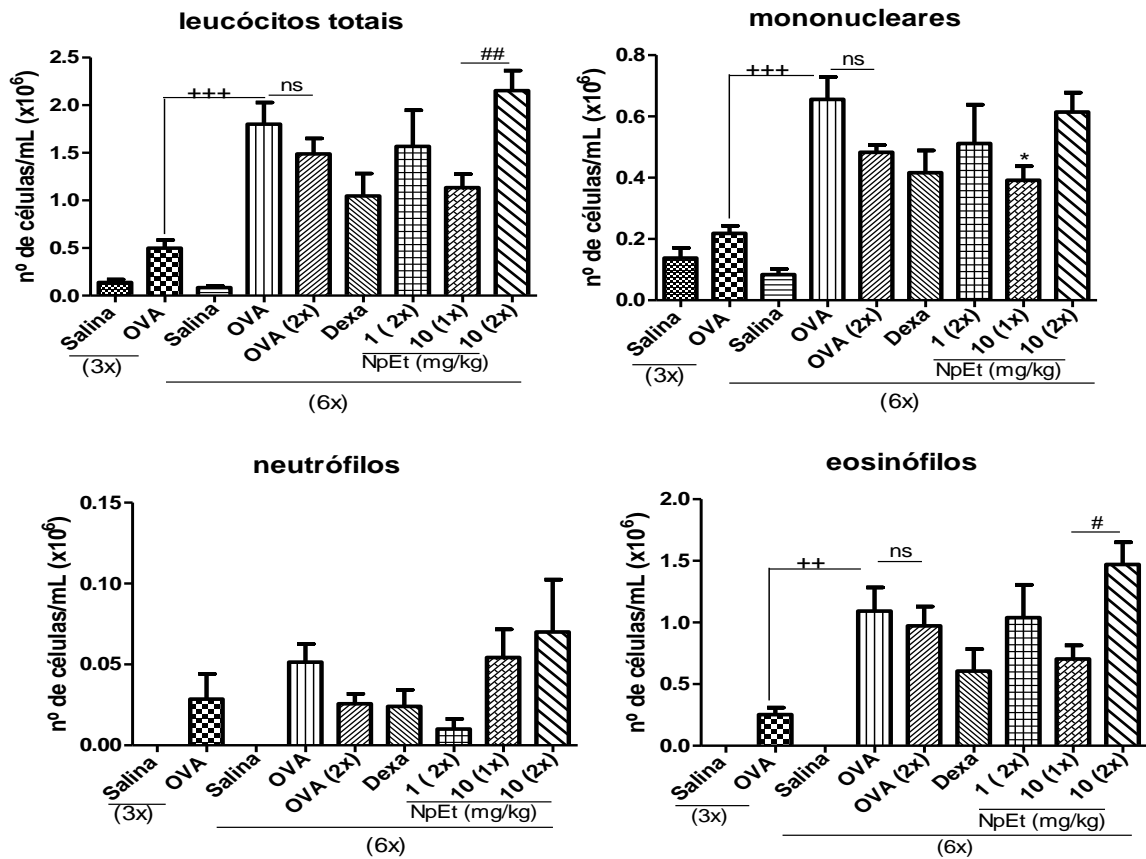 leucócitos totais
nº de células/mL (x10⁶)
2.5
2.0
1.5
1.0
0.5
0.0
+++
ns
##
Salina
OVA
Salina
OVA
OVA (2x)
Dexa
1 ( 2x)
10 (1x)
10 (2x)
(3x)
NpEt (mg/kg)
(6x)
mononucleares
nº de células/mL (x10⁶)
0.8
0.6
0.4
0.2
0.0
+++
ns
*
Salina
OVA
Salina
OVA
OVA (2x)
Dexa
1 ( 2x)
10 (1x)
10 (2x)
(3x)
NpEt (mg/kg)
(6x)
neutrófilos
nº de células/mL (x10⁶)
0.15
0.10
0.05
0.00
Salina
OVA
Salina
OVA
OVA (2x)
Dexa
1 ( 2x)
10 (1x)
10 (2x)
(3x)
NpEt (mg/kg)
(6x)
eosinófilos
nº de células/mL (x10⁶)
2.0
1.5
1.0
0.5
0.0
++
ns
#
Salina
OVA
Salina
OVA
OVA (2x)
Dexa
1 ( 2x)
10 (1x)
10 (2x)
(3x)
NpEt (mg/kg)
(6x)